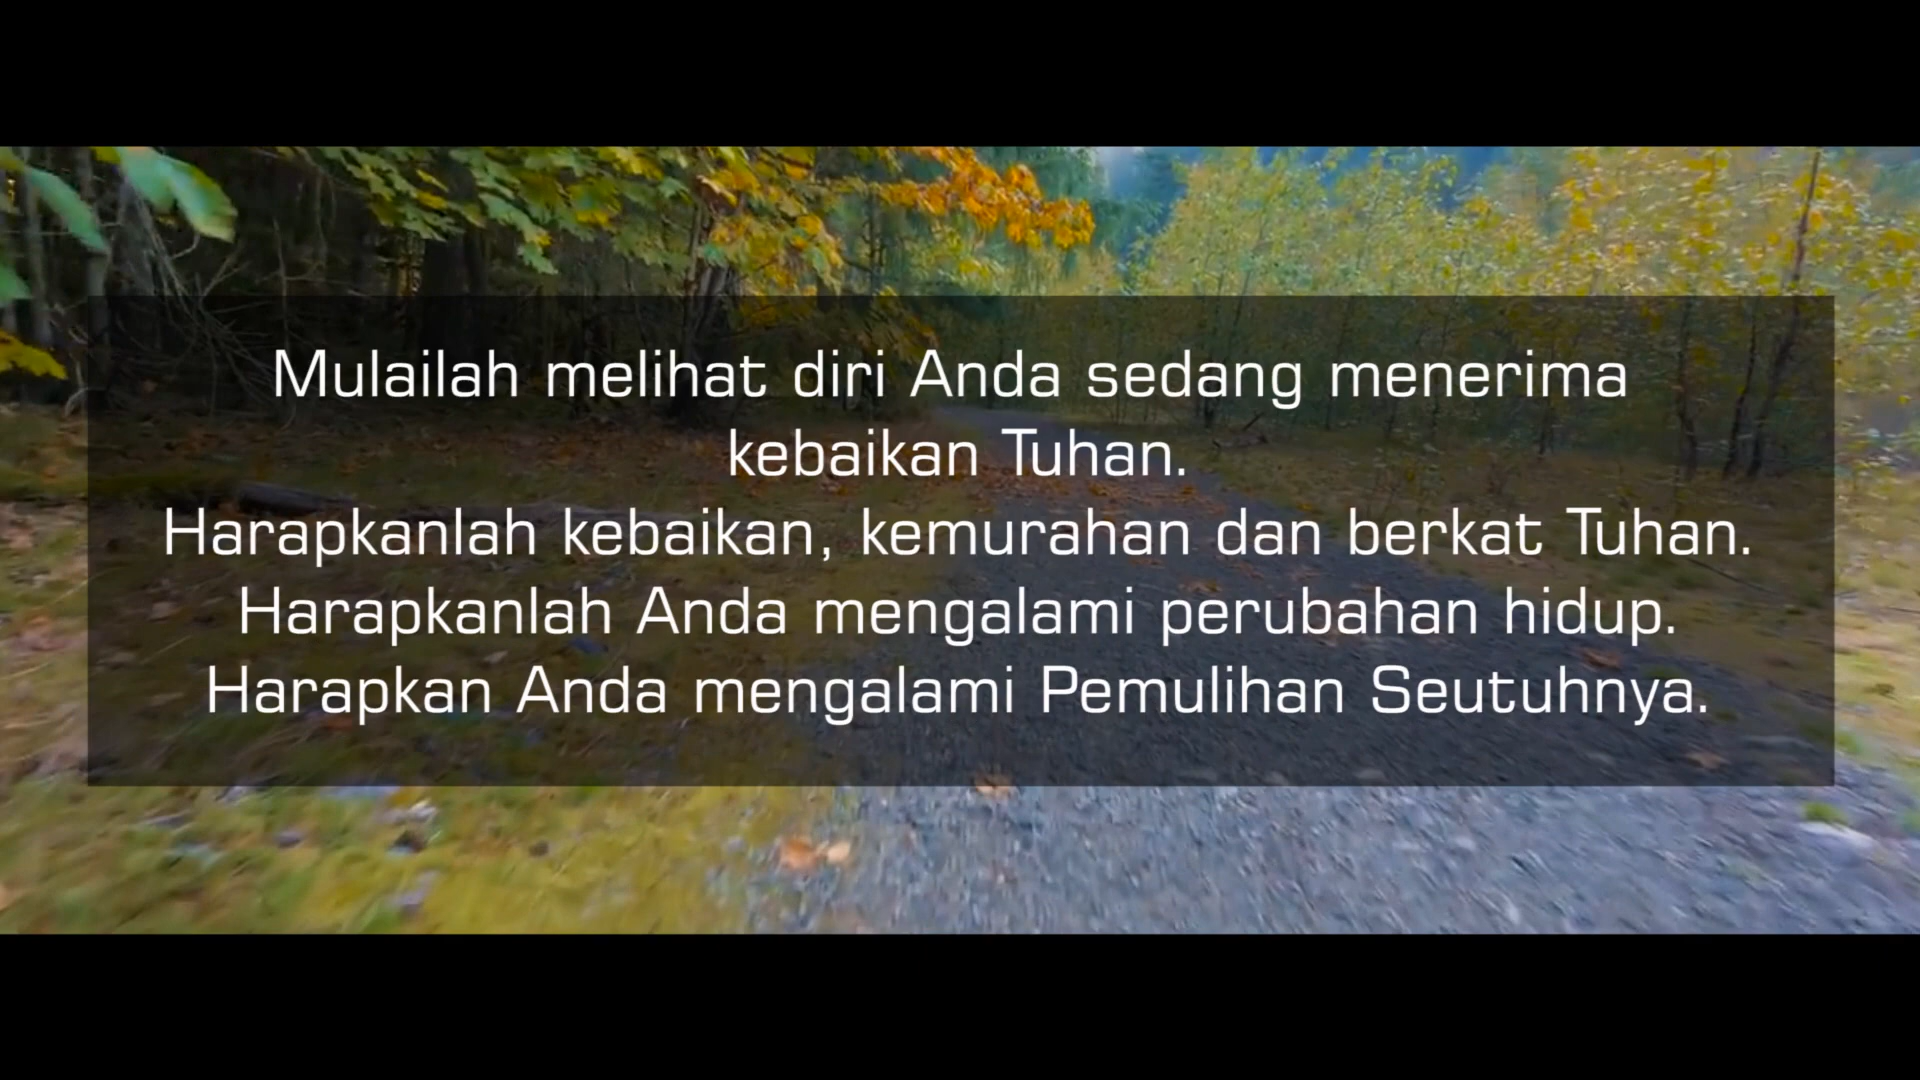 Mulailah melihat diri Anda sedang menerima
kebaikan Tuhan.
Harapkanlah kebaikan, kemurahan dan berkat Tuhan.
Harapkanlah Anda mengalami perubahan hidup.
Harapkan Anda mengalami Pemulihan Seutuhnya.